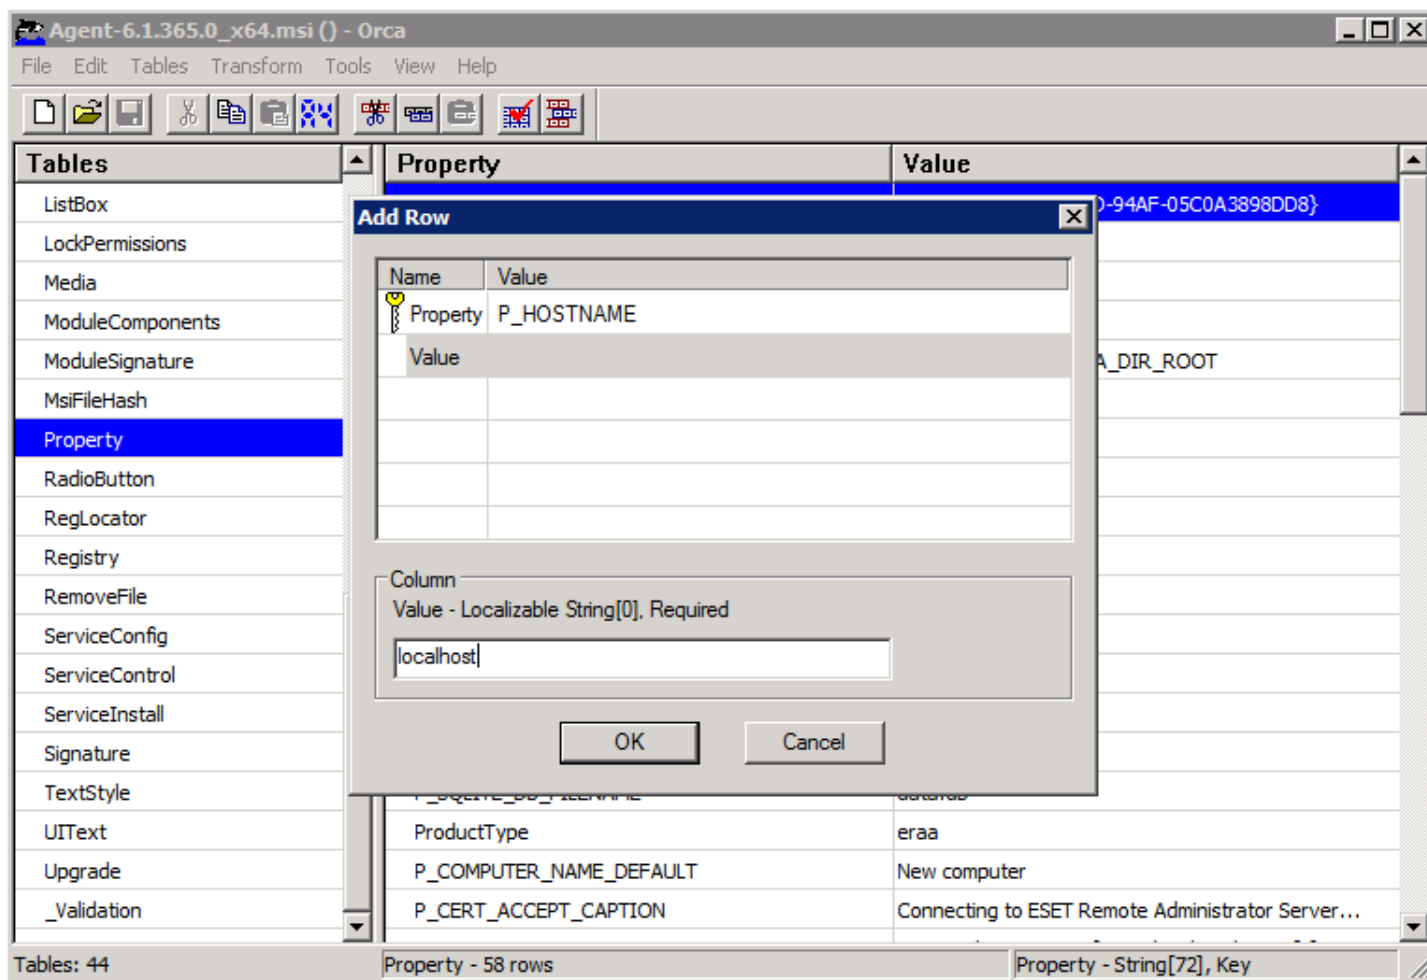 Agent-6.1.365.0_x64.msi () - Orca
File Edit Tables Transform Tools View Help
Tables
ListBox
LockPermissions
Media
ModuleComponents
ModuleSignature
MsiFileHash
Property
RadioButton
RegLocator
Registry
RemoveFile
ServiceConfig
ServiceControl
ServiceInstall
Signature
TextStyle
UIText
Upgrade
_Validation
Property Value
-94AF-05C0A3898DD8}
A_DIR_ROOT
Add Row
Name Value
Property P_HOSTNAME
Value
Column
Value - Localizable String[0], Required
localhost
OK Cancel
ProductType eraa
P_COMPUTER_NAME_DEFAULT New computer
P_CERT_ACCEPT_CAPTION Connecting to ESET Remote Administrator Server...
Tables: 44 Property - 58 rows Property - String[72], Key